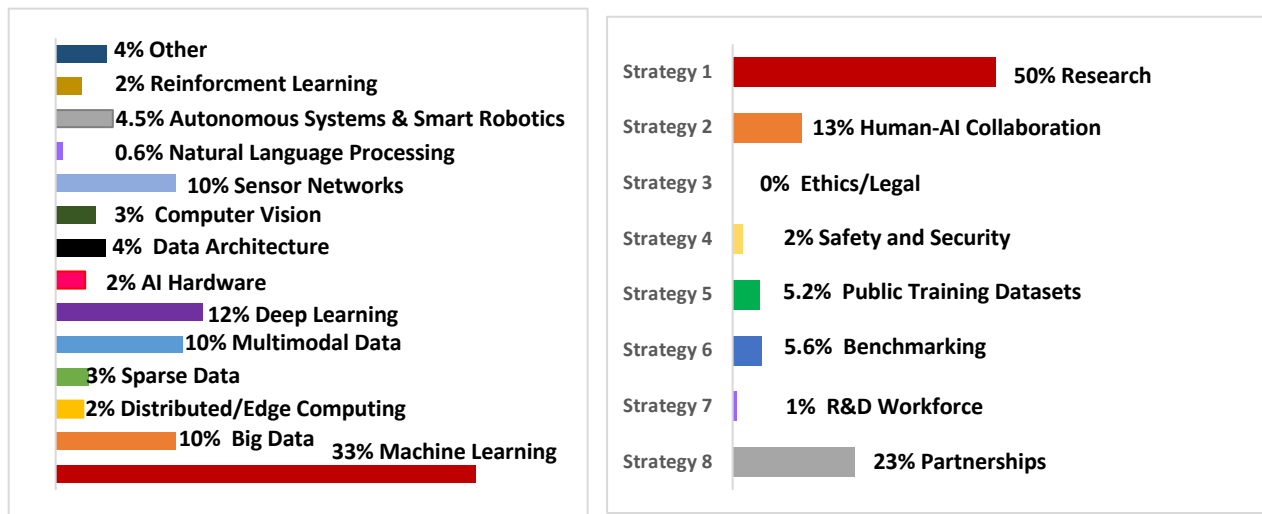 4% Other
2% Reinforcment Learning
4.5% Autonomous Systems & Smart Robotics
0.6% Natural Language Processing
10% Sensor Networks
3% Computer Vision
4% Data Architecture
2% AI Hardware
12% Deep Learning
10% Multimodal Data
3% Sparse Data
2% Distributed/Edge Computing
10% Big Data
33% Machine Learning
Strategy 1 50% Research
Strategy 2 13% Human-AI Collaboration
Strategy 3 0% Ethics/Legal
Strategy 4 2% Safety and Security
Strategy 5 5.2% Public Training Datasets
Strategy 6 5.6% Benchmarking
Strategy 7 1% R&D Workforce
Strategy 8 23% Partnerships